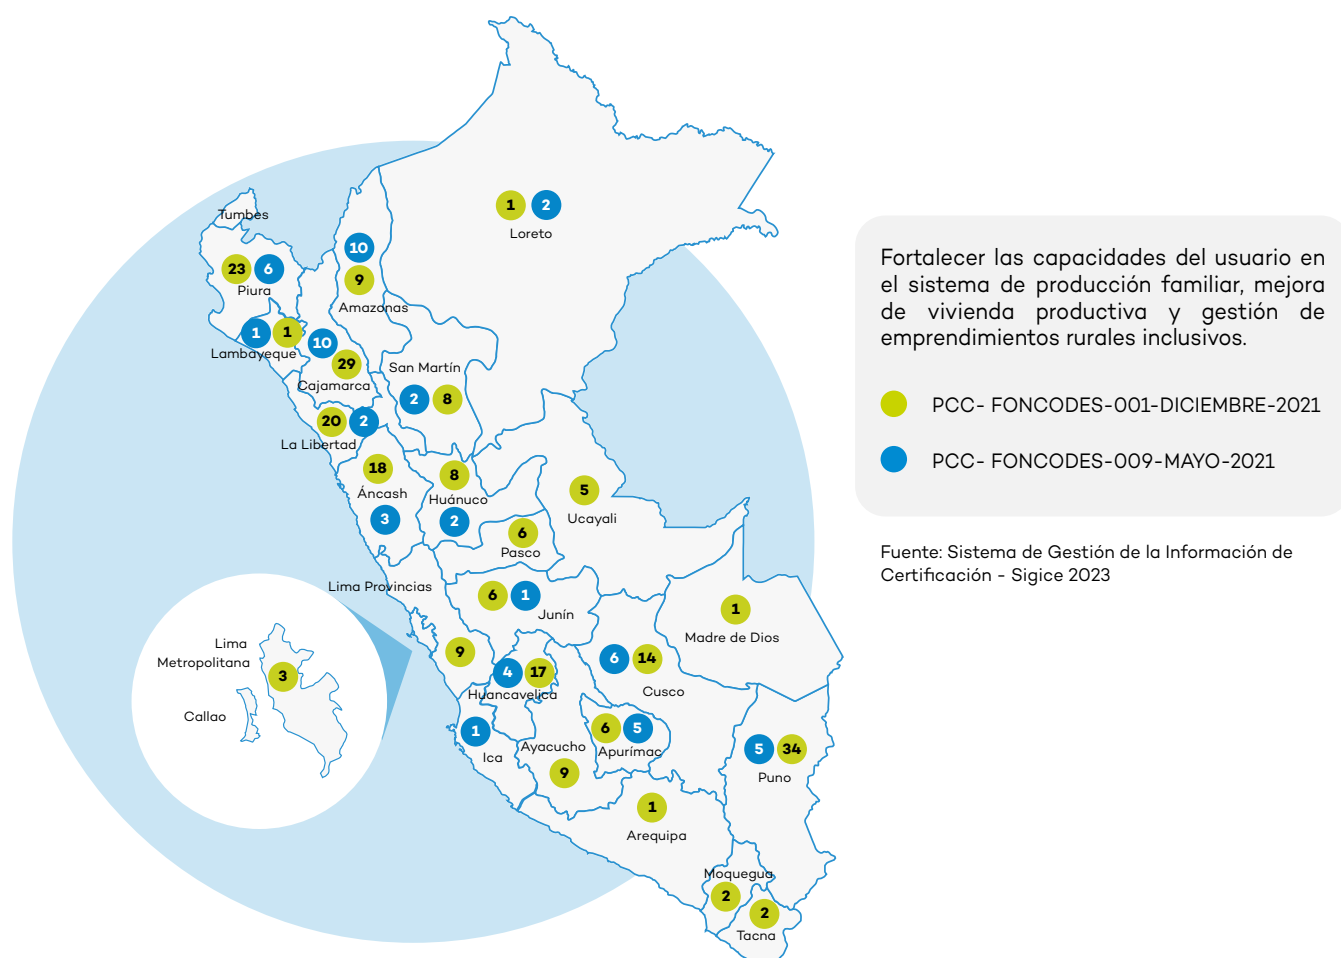 1 2
Loreto
Tumbes
10
23 6
Piura
9
Amazonas
1 1
Lambayeque
10
29
Cajamarca
San Martín
2 8
20 2
La Libertad
18
Áncash
3
8
Huánuco
2
5
Ucayali
6
Pasco
Lima Provincias
6 1
Junín
1
Madre de Dios
9
4 17
Huancavelica
6 14
Cusco
Lima
Metropolitana
3
Callao
1
Ica
Ayacucho
9
6 5
Apurímac
5 34
Puno
1
Arequipa
Moquegua
2
2
Tacna
Fortalecer las capacidades del usuario en
el sistema de producción familiar, mejora
de vivienda productiva y gestión de
emprendimientos rurales inclusivos.
PCC- FONCODES-001-DICIEMBRE-2021
PCC- FONCODES-009-MAYO-2021
Fuente: Sistema de Gestión de la Información de
Certificación - Sigice 2023